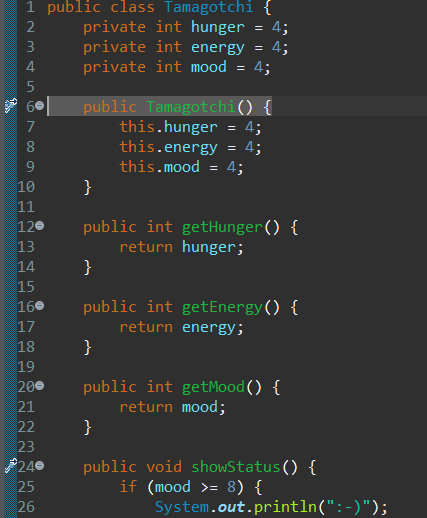 1 public class Tamagotchi {
2     private int hunger = 4;
3     private int energy = 4;
4     private int mood = 4;
5
6     public Tamagotchi() {
7         this.hunger = 4;
8         this.energy = 4;
9         this.mood = 4;
10     }
11
12     public int getHunger() {
13         return hunger;
14     }
15
16     public int getEnergy() {
17         return energy;
18     }
19
20     public int getMood() {
21         return mood;
22     }
23
24     public void showStatus() {
25         if (mood >= 8) {
26             System.out.println(":-)");